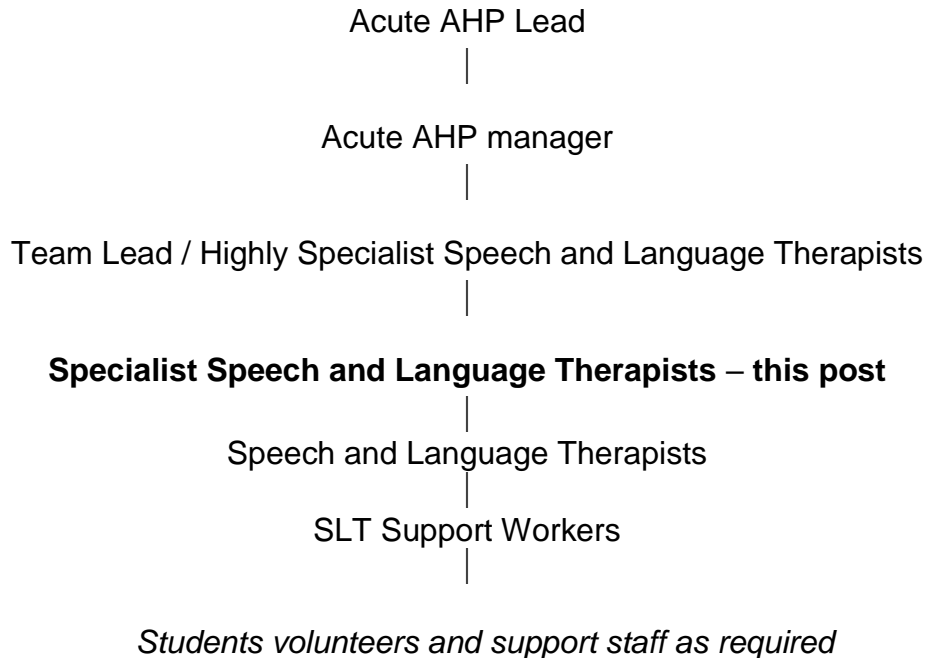 Acute AHP Lead
Acute AHP manager
Team Lead / Highly Specialist Speech and Language Therapists
Specialist Speech and Language Therapists – this post
Speech and Language Therapists
SLT Support Workers
Students volunteers and support staff as required